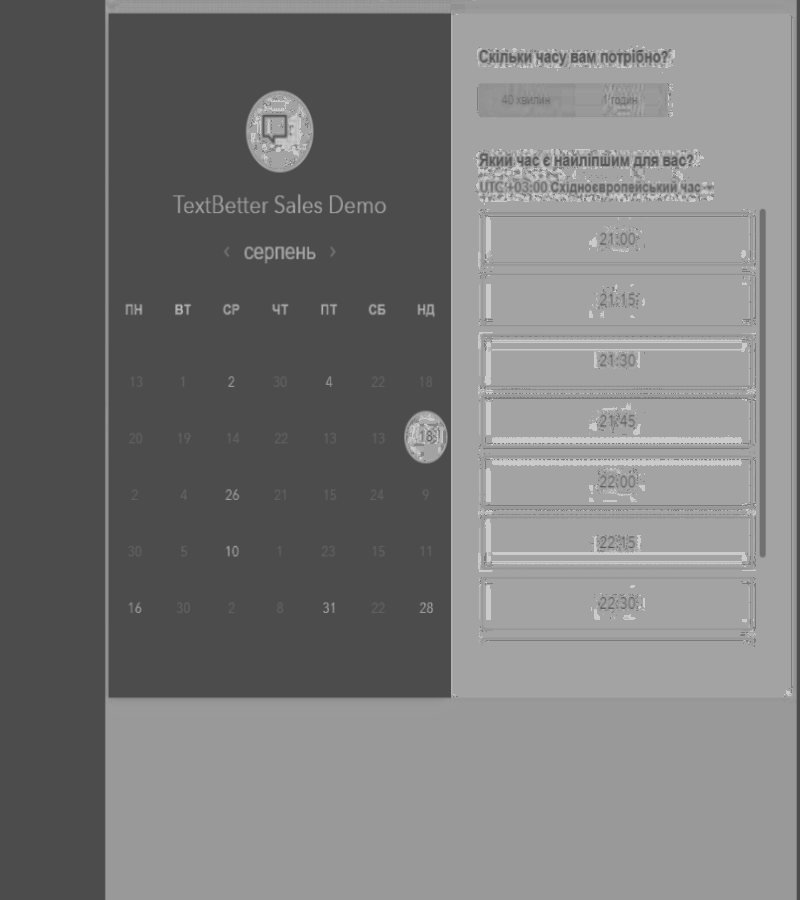 TextBetter Sales Demo
‹ серпень ›
ПН ВТ СР ЧТ ПТ СБ НД
13 1 2 30 4 22 18
20 19 14 22 13 13 18
2 4 26 21 15 24 9
30 5 10 1 23 15 11
16 30 2 8 31 22 28
Скільки часу вам потрібно?
40 хвилин 1 годин
Який час є найліпшим для вас?
UTC +03:00 Східноєвропейський час
21:00
21:15
21:30
21:45
22:00
22:15
22:30